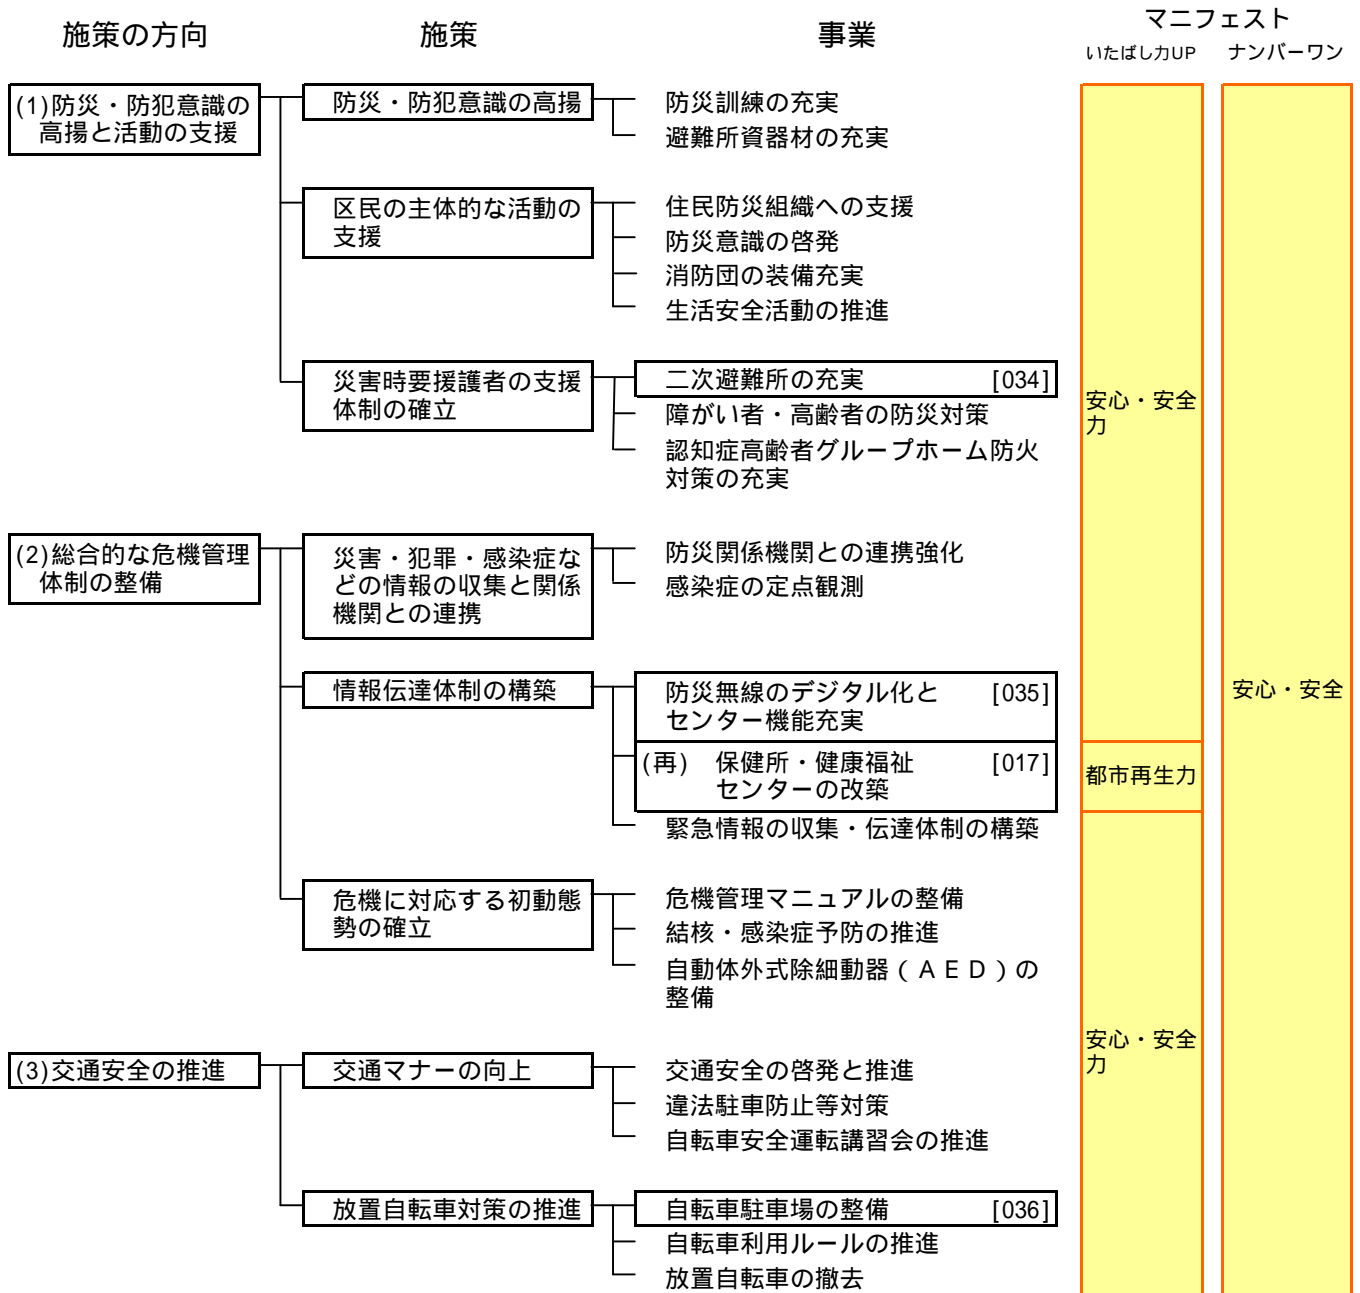 施策の方向
施策
事業
マニフェスト
いたばし力UP
ナンバーワン
(1)防災・防犯意識の
高揚と活動の支援
防災・防犯意識の高揚
防災訓練の充実
避難所資器材の充実
区民の主体的な活動の
支援
住民防災組織への支援
防災意識の啓発
消防団の装備充実
生活安全活動の推進
災害時要援護者の支援
体制の確立
二次避難所の充実 [034]
障がい者・高齢者の防災対策
認知症高齢者グループホーム防火
対策の充実
安心・安全
力
(2)総合的な危機管理
体制の整備
災害・犯罪・感染症な
どの情報の収集と関係
機関との連携
防災関係機関との連携強化
感染症の定点観測
情報伝達体制の構築
防災無線のデジタル化と [035]
センター機能充実
安心・安全
(再) 保健所・健康福祉 [017]
センターの改築
都市再生力
緊急情報の収集・伝達体制の構築
危機に対応する初動態
勢の確立
危機管理マニュアルの整備
結核・感染症予防の推進
自動体外式除細動器（ＡＥＤ）の
整備
安心・安全
力
(3)交通安全の推進
交通マナーの向上
交通安全の啓発と推進
違法駐車防止等対策
自転車安全運転講習会の推進
放置自転車対策の推進
自転車駐車場の整備 [036]
自転車利用ルールの推進
放置自転車の撤去